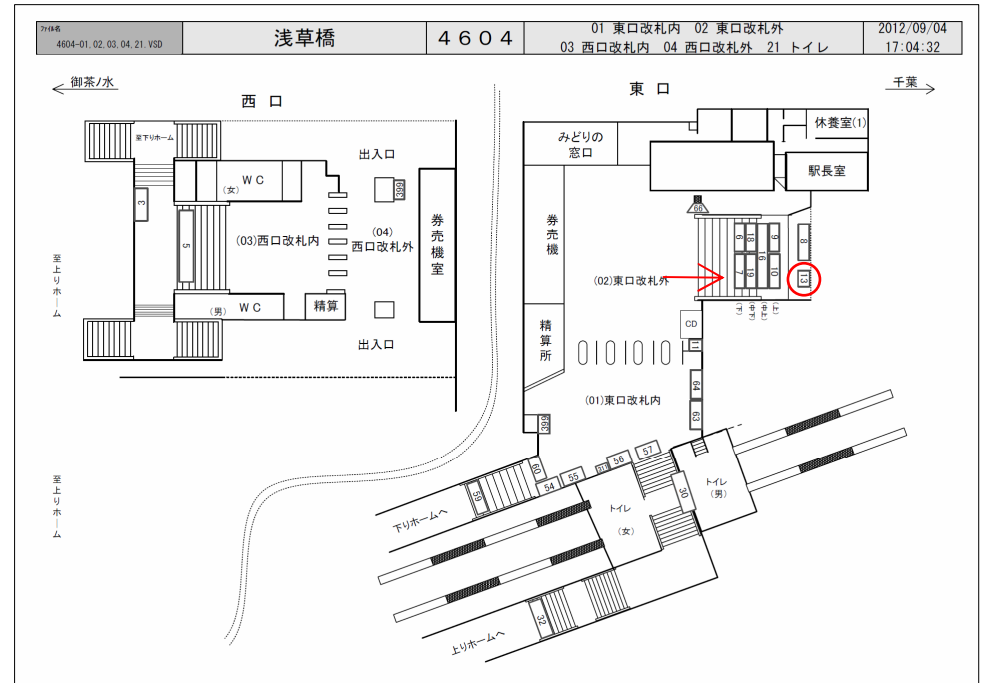 ファイル名
4604-01.02.03.04.21.VSD
浅草橋
4604
01 東口改札内 02 東口改札外
03 西口改札内 04 西口改札外 21 トイレ
2012/09/04
17:04:32
御茶ノ水
千葉
西 口
東 口
至下りホーム
WC
(女)
出入口
399
3
5
(03)西口改札内
(04)
西口改札外
券売機室
WC
(男)
精算
出入口
至上りホーム
至上りホーム
みどりの
窓口
休養室(1)
駅長室
66
券売機
6
18
9
8
16
7
19
10
13
(02)東口改札外
(下)
(中下)
(中上)
(上)
CD
11
精算所
64
63
(01)東口改札内
399
60
59
54
55
56
57
30
トイレ
(男)
トイレ
(女)
下りホームへ
32
上りホームへ